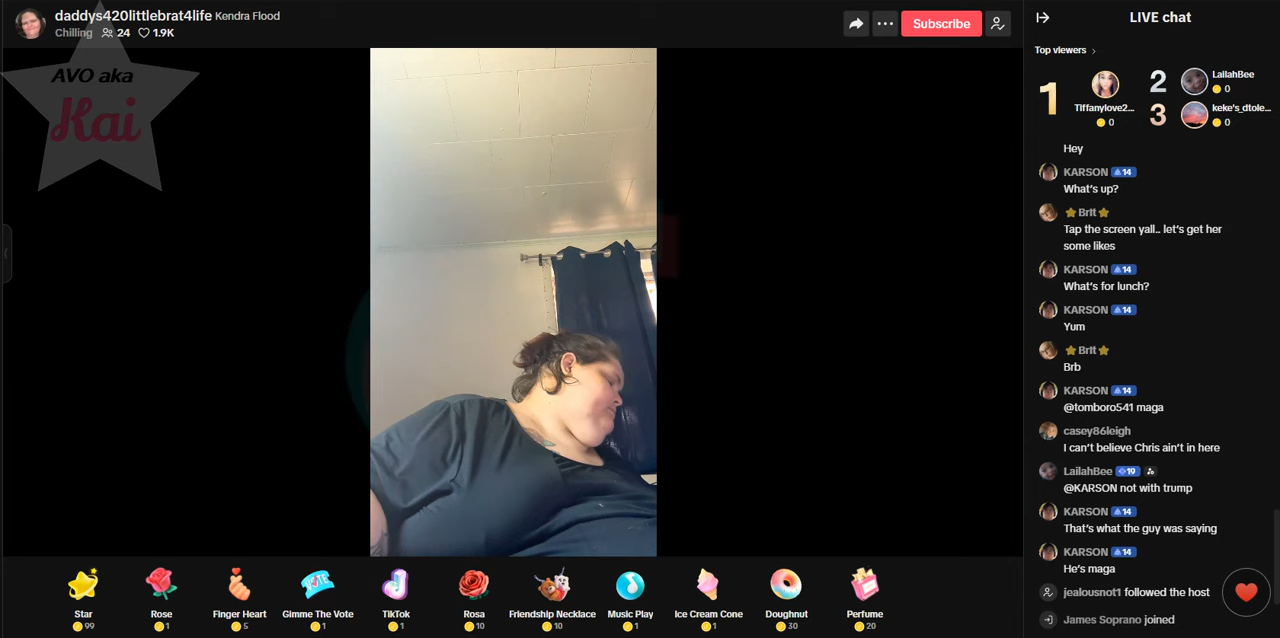 daddys420littlebrat4life Kendra Flood
Chilling 24 1.9K
Subscribe
AVO aka
Kai
LIVE chat
Top viewers >
1
Tiffanylove2...
0
2
LailahBee
0
3
keke's_dtole...
0
Hey
KARSON 14
What's up?
Brit
Tap the screen yall.. let's get her
some likes
KARSON 14
What's for lunch?
KARSON 14
Yum
Brit
Brb
KARSON 14
@tomboro541 maga
casey86leigh
I can't believe Chris ain't in here
LailahBee 19
@KARSON not with trump
KARSON 14
That's what the guy was saying
KARSON 14
He's maga
jealousnot1 followed the host
James Soprano joined
Star
99
Rose
1
Finger Heart
5
VOTE
Gimme The Vote
1
TikTok
1
Rosa
10
Friendship Necklace
10
Music Play
1
Ice Cream Cone
1
Doughnut
30
Perfume
20